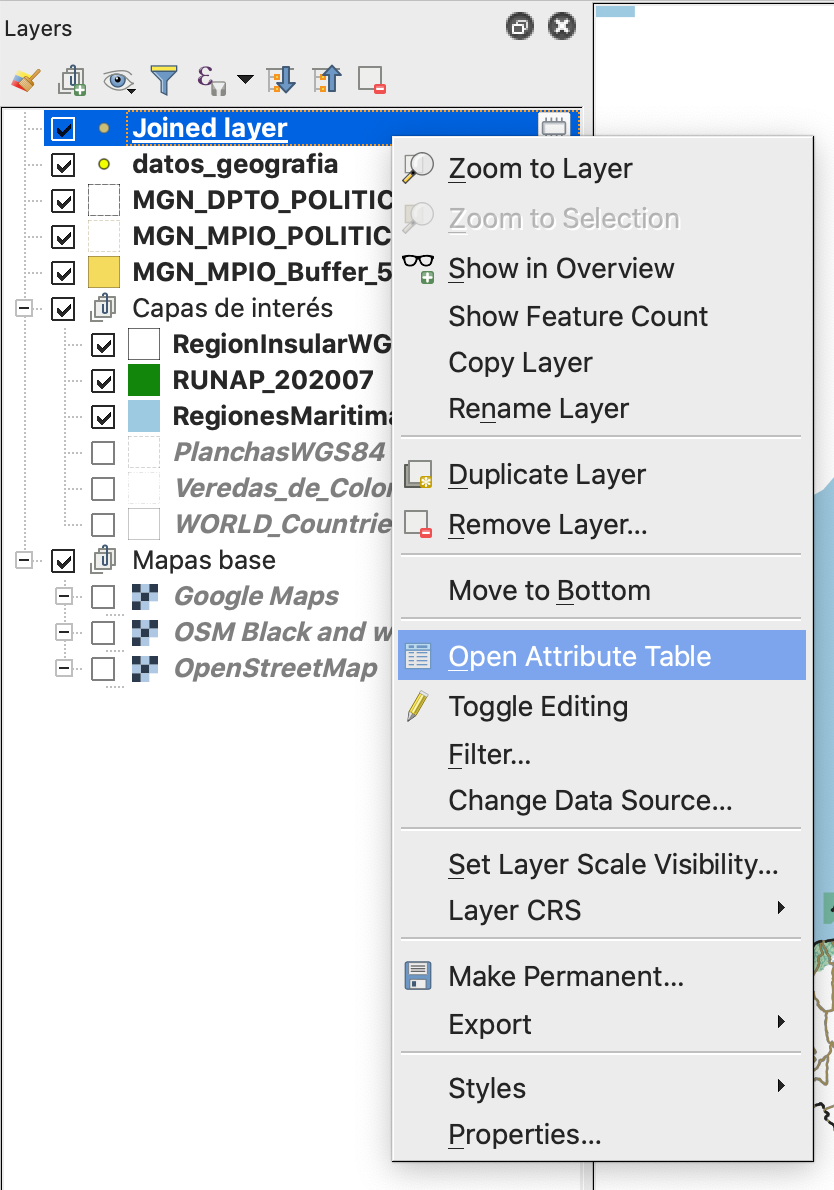 Layers
Joined layer
datos_geografia
MGN_DPTO_POLITIC
MGN_MPIO_POLITIC
MGN_MPIO_Buffer_5
Capas de interés
RegionInsularWG
RUNAP_202007
RegionesMaritima
PlanchasWGS84
Veredas_de_Color
WORLD_Countrie
Mapas base
Google Maps
OSM Black and w
OpenStreetMap
Zoom to Layer
Zoom to Selection
Show in Overview
Show Feature Count
Copy Layer
Rename Layer
Duplicate Layer
Remove Layer...
Move to Bottom
Open Attribute Table
Toggle Editing
Filter...
Change Data Source...
Set Layer Scale Visibility...
Layer CRS
Make Permanent...
Export
Styles
Properties...